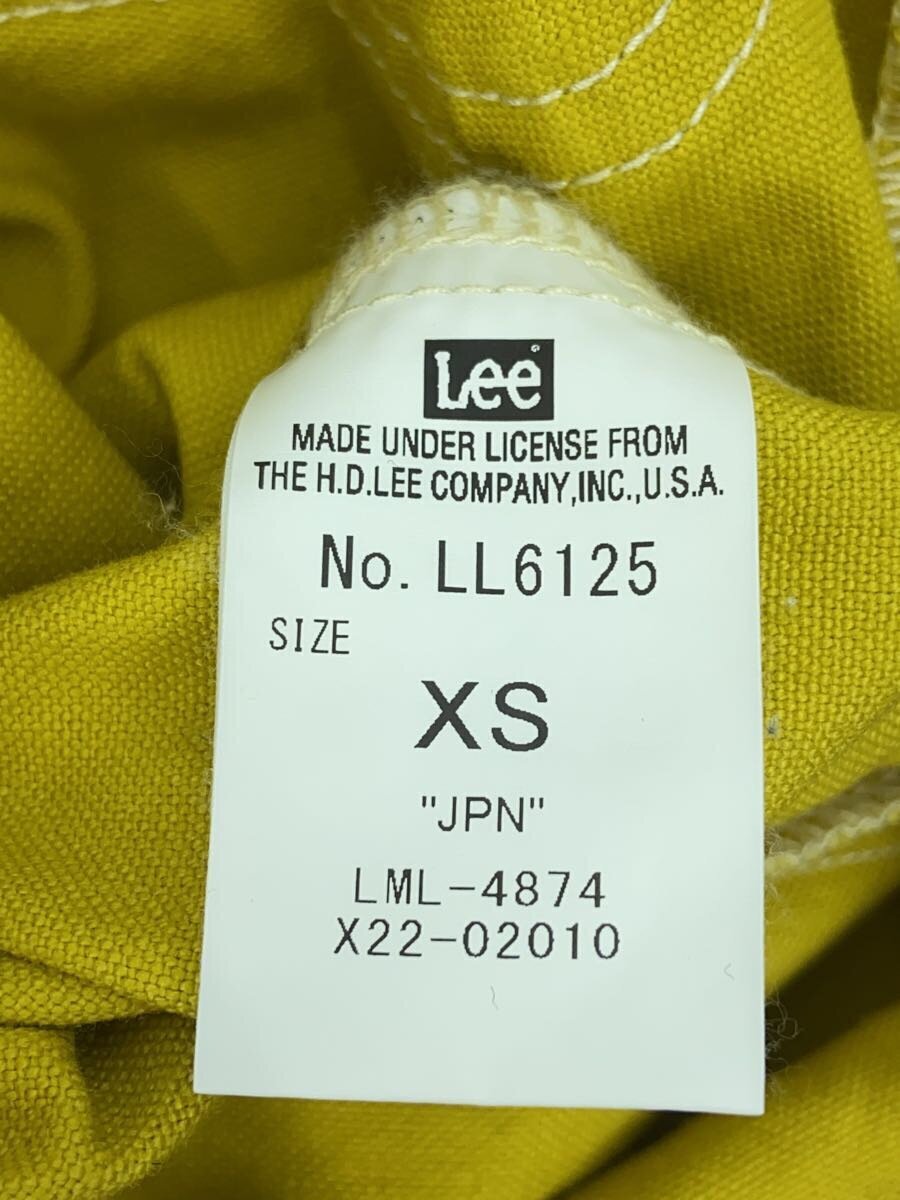 Lee®
MADE UNDER LICENSE FROM
THE H.D.LEE COMPANY,INC.,U.S.A.
No. LL6125
SIZE
XS
"JPN"
LML-4874
X22-02010